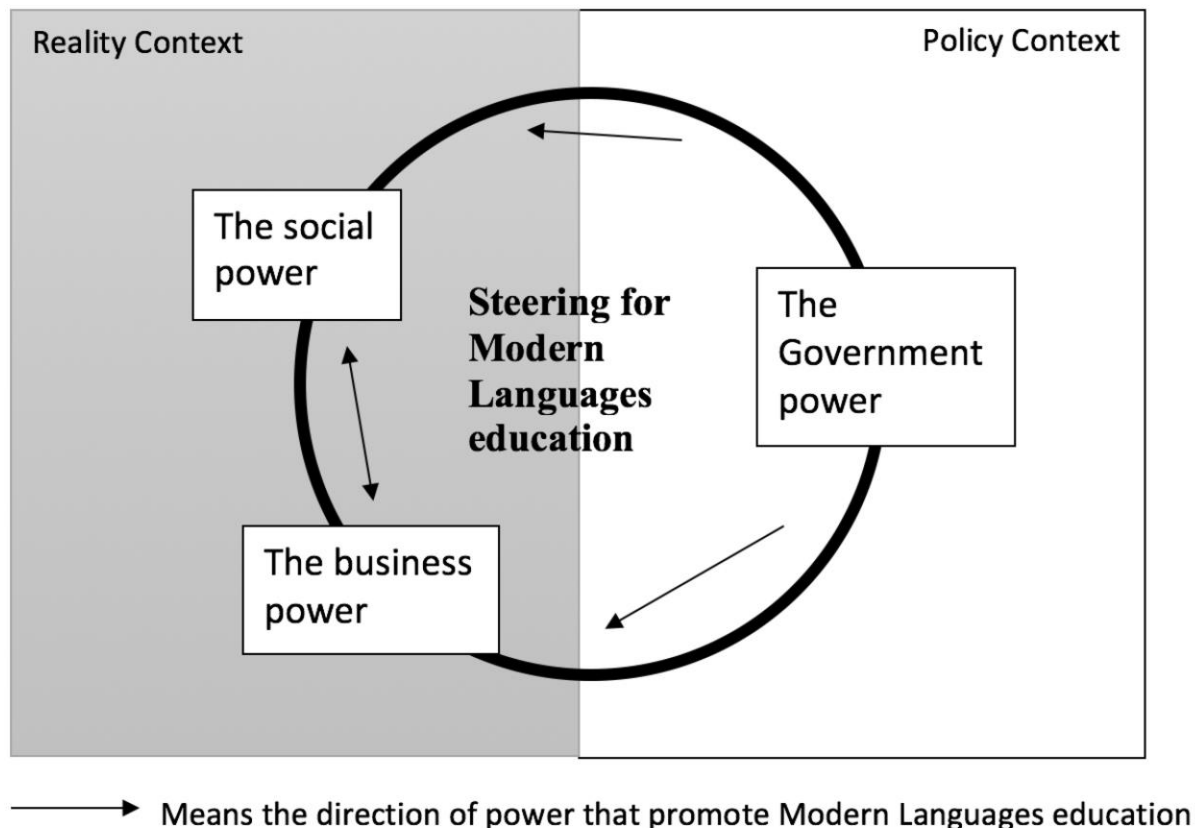 Reality Context
Policy Context
The social
power
Steering for
Modern
Languages
education
The
Government
power
The business
power
Means the direction of power that promote Modern Languages education